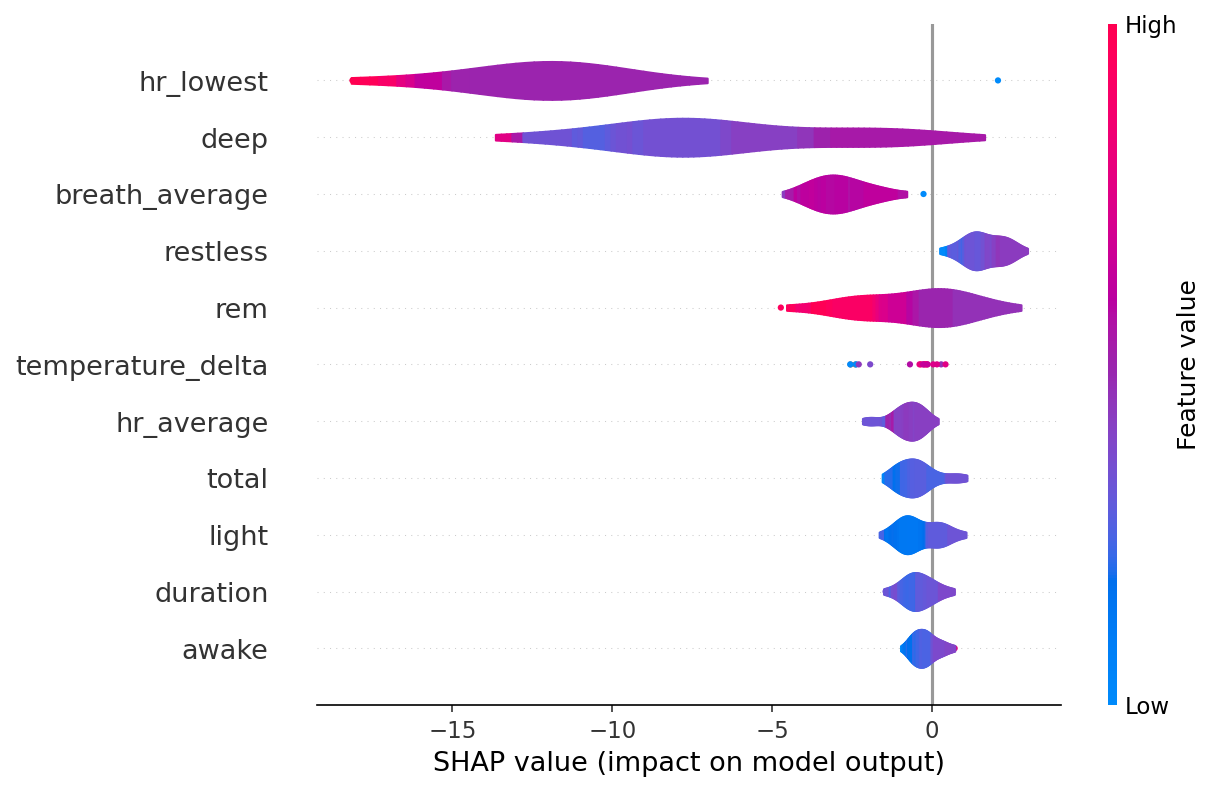 High
hr_lowest
deep
breath_average
restless
rem
temperature_delta
hr_average
total
light
duration
awake
Feature value
Low
−15
−10
−5
0
SHAP value (impact on model output)